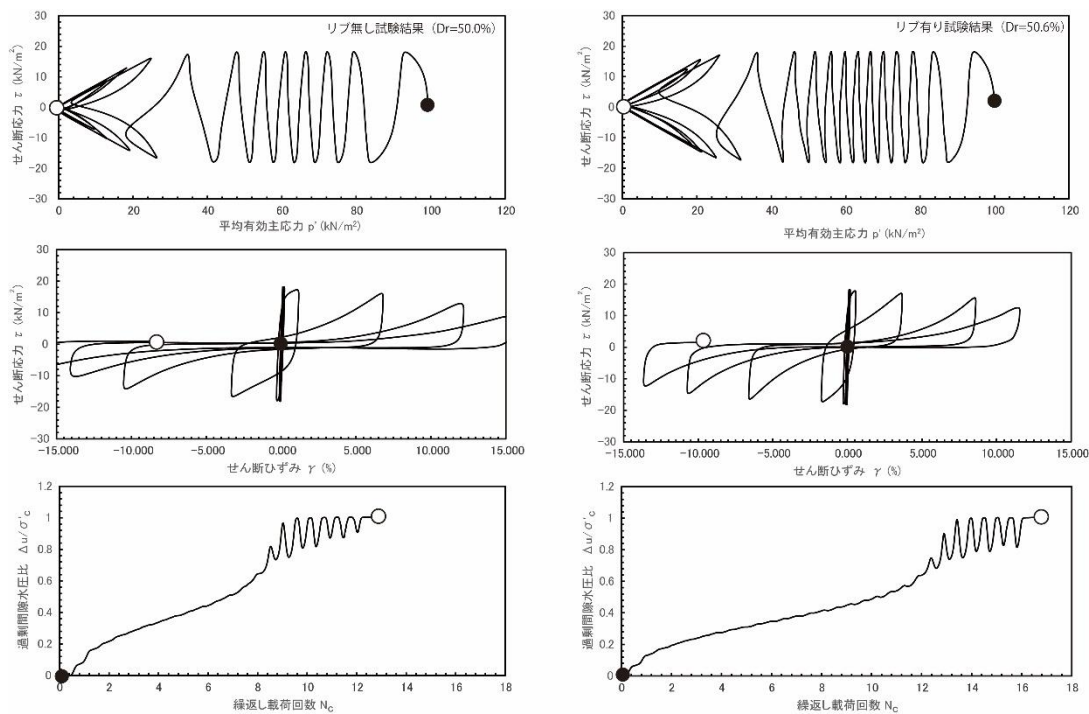 リブ無し試験結果 (Dr=50.0%)
せん断応力 τ (kN/m²)
30
20
10
0
-10
-20
-30
0 20 40 60 80 100 120
平均有効主応力 p' (kN/m²)
リブ有り試験結果 (Dr=50.6%)
せん断応力 τ (kN/m²)
30
20
10
0
-10
-20
-30
0 20 40 60 80 100 120
平均有効主応力 p' (kN/m²)
せん断応力 τ (kN/m²)
30
20
10
0
-10
-20
-30
-15.000 -10.000 -5.000 0.000 5.000 10.000 15.000
せん断ひずみ γ (%)
せん断応力 τ (kN/m²)
30
20
10
0
-10
-20
-30
-15.000 -10.000 -5.000 0.000 5.000 10.000 15.000
せん断ひずみ γ (%)
過剰間隙水圧比 Δu/σ'c
1.2
1
0.8
0.6
0.4
0.2
0
0 2 4 6 8 10 12 14 16 18
繰返し載荷回数 Nc
過剰間隙水圧比 Δu/σ'c
1.2
1
0.8
0.6
0.4
0.2
0
0 2 4 6 8 10 12 14 16 18
繰返し載荷回数 Nc